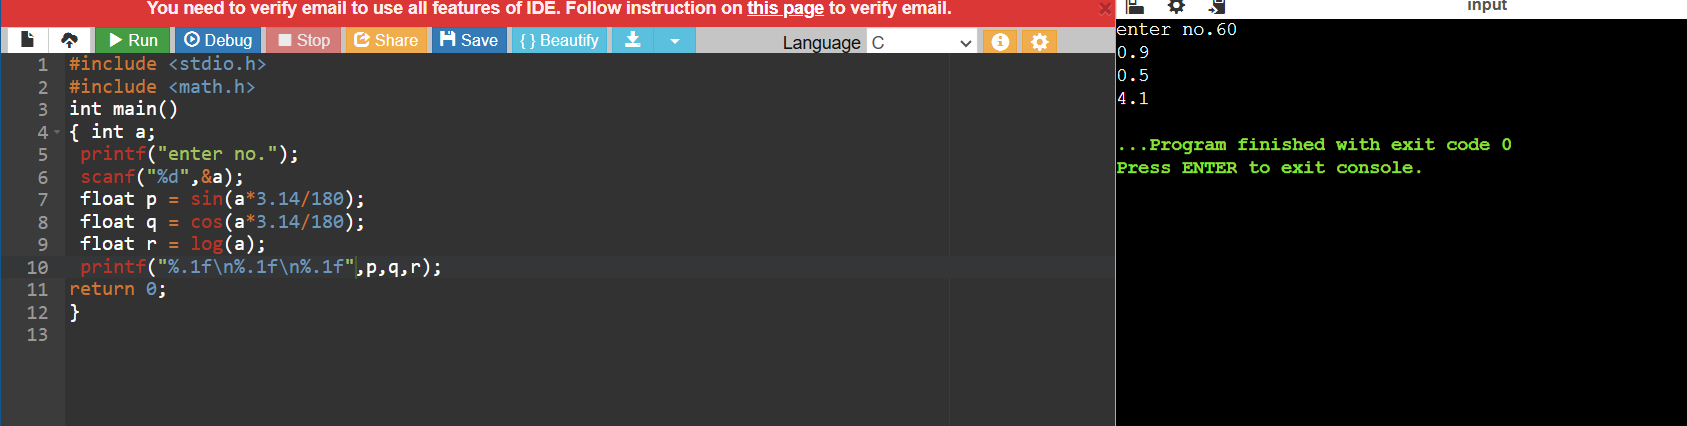 You need to verify email to use all features of IDE. Follow instruction on this page to verify email.
Run Debug Stop Share Save {} Beautify Language C
1 #include <stdio.h>
2 #include <math.h>
3 int main()
4 { int a;
5 printf("enter no.");
6 scanf("%d",&a);
7 float p = sin(a*3.14/180);
8 float q = cos(a*3.14/180);
9 float r = log(a);
10 printf("%.1f\n%.1f\n%.1f",p,q,r);
11 return 0;
12 }
13
input
enter no.60
0.9
0.5
4.1
...Program finished with exit code 0
Press ENTER to exit console.